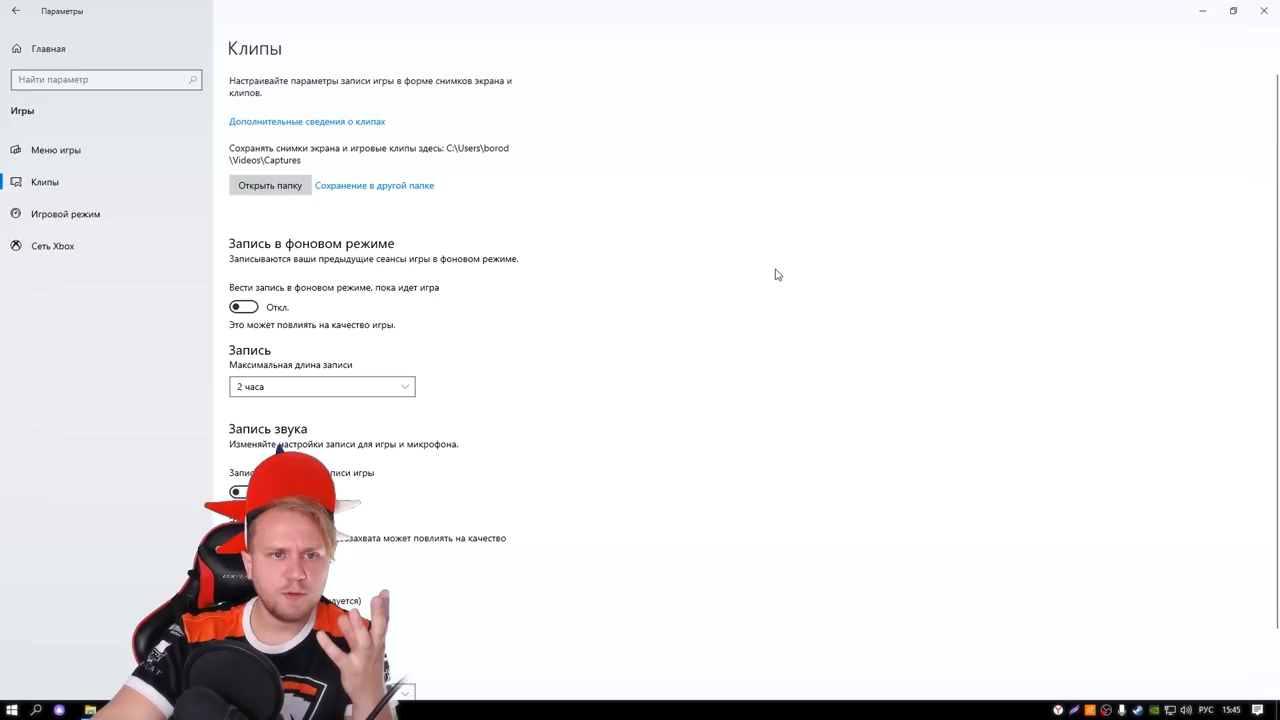 Параметры
Главная
Найти параметр
Игры
Меню игры
Клипы
Игровой режим
Сеть Xbox
Клипы
Настраивайте параметры записи игры в форме снимков экрана и
клипов.
Дополнительные сведения о клипах
Сохранять снимки экрана и игровые клипы здесь: C:\Users\borod
\Videos\Captures
Открыть папку
Сохранение в другой папке
Запись в фоновом режиме
Записываются ваши предыдущие сеансы игры в фоновом режиме.
Вести запись в фоновом режиме, пока идет игра
Откл.
Это может повлиять на качество игры.
Запись
Максимальная длина записи
2 часа
Запись звука
Изменяйте настройки записи для игры и микрофона.
игры
может повлиять на качество
РУС
15:45